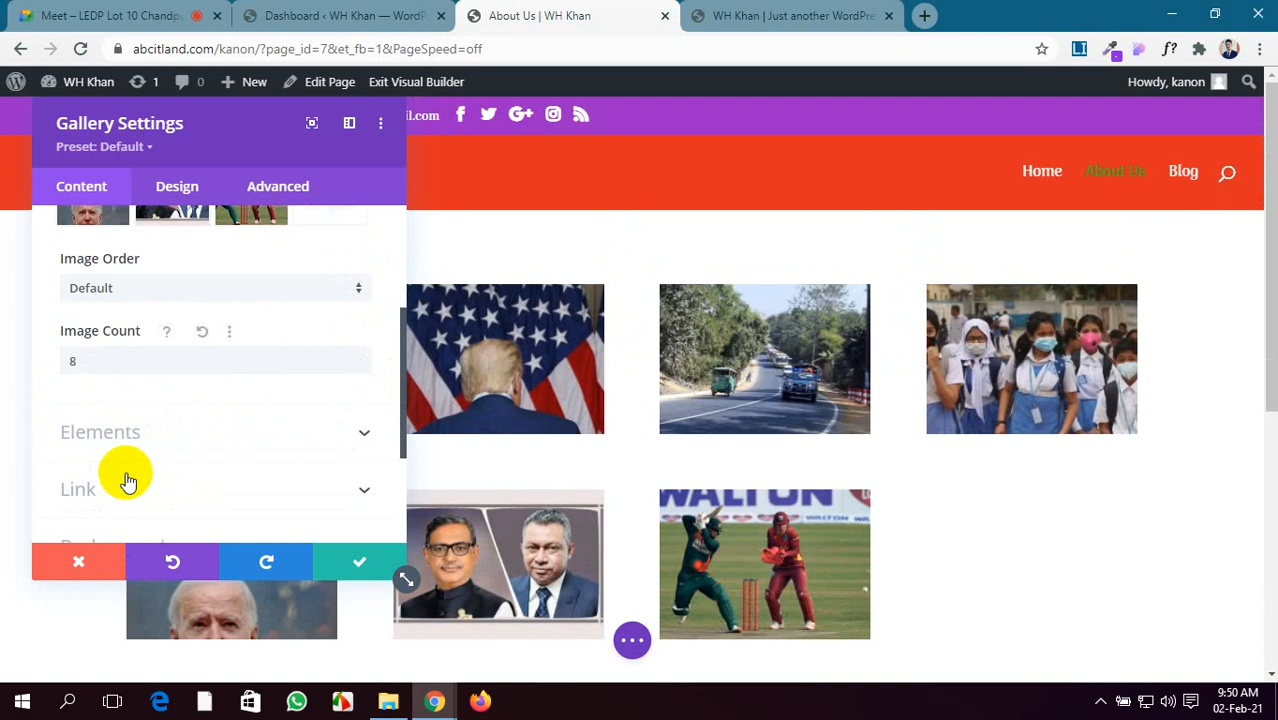 Meet – LEDP Lot 10 Chandpu
Dashboard ‹ WH Khan — WordP
About Us | WH Khan
WH Khan | Just another WordPre
abcitland.com/kanon/?page_id=7&et_fb=1&PageSpeed=off
WH Khan
1
0
New
Edit Page
Exit Visual Builder
Howdy, kanon
il.com
Gallery Settings
Preset: Default
Home
About Us
Blog
Content
Design
Advanced
Image Order
Default
Image Count
8
Elements
Link
WALTON
9:50 AM
02-Feb-21